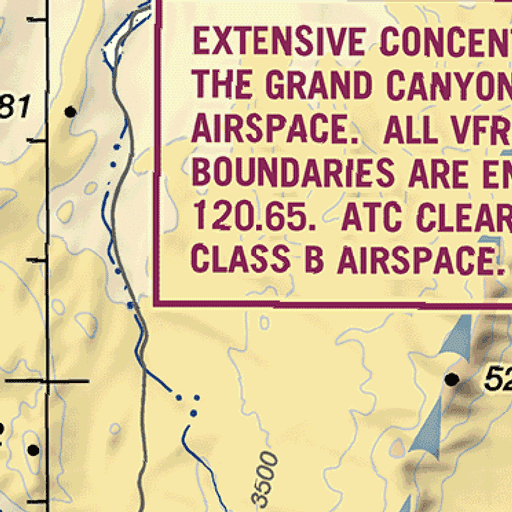 EXTENSIVE CONCENT
THE GRAND CANYON
AIRSPACE. ALL VFR
BOUNDARIES ARE EN
120.65. ATC CLEAR
CLASS B AIRSPACE.
81
52
3500